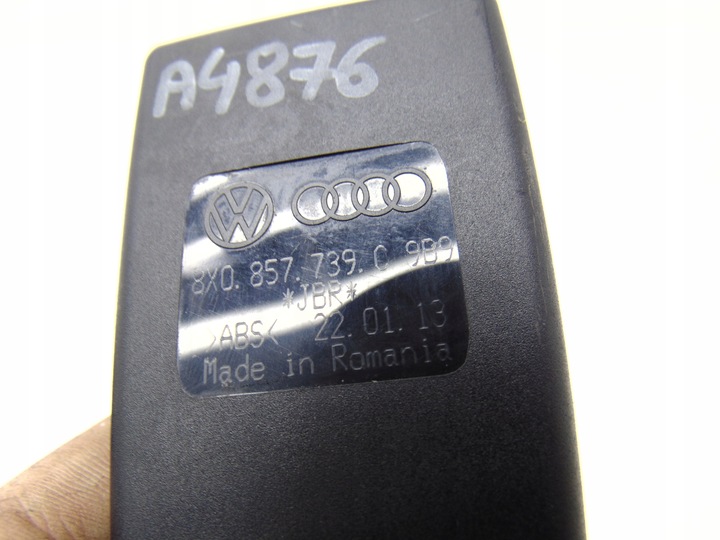 A4876
8X0.857.739.C 9B9
*JBR*
>ABS< 22.01.13
Made in Romania